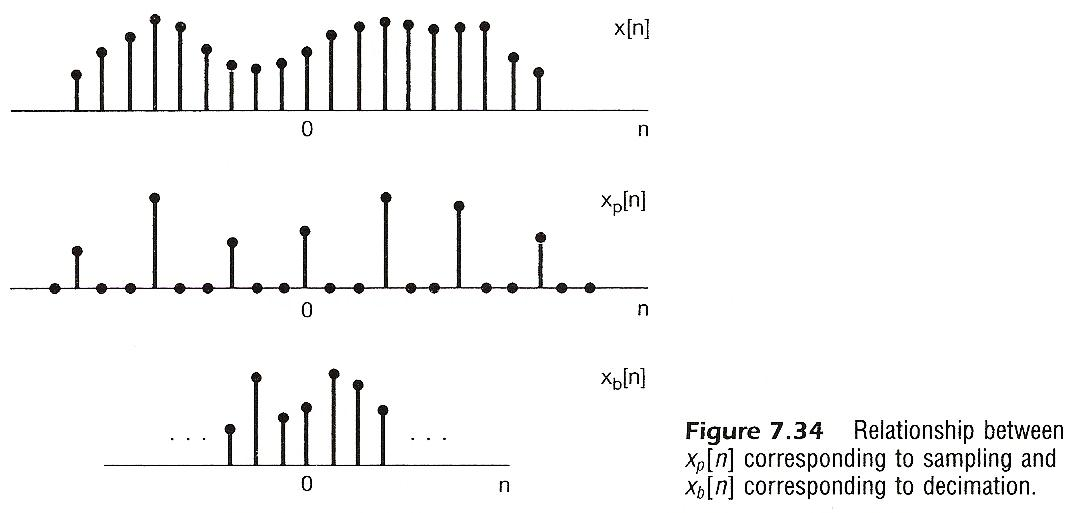 x[n]
0
n
xp[n]
0
n
xb[n]
. . .
. . .
0
n
Figure 7.34 Relationship between
xp[n] corresponding to sampling and
xb[n] corresponding to decimation.